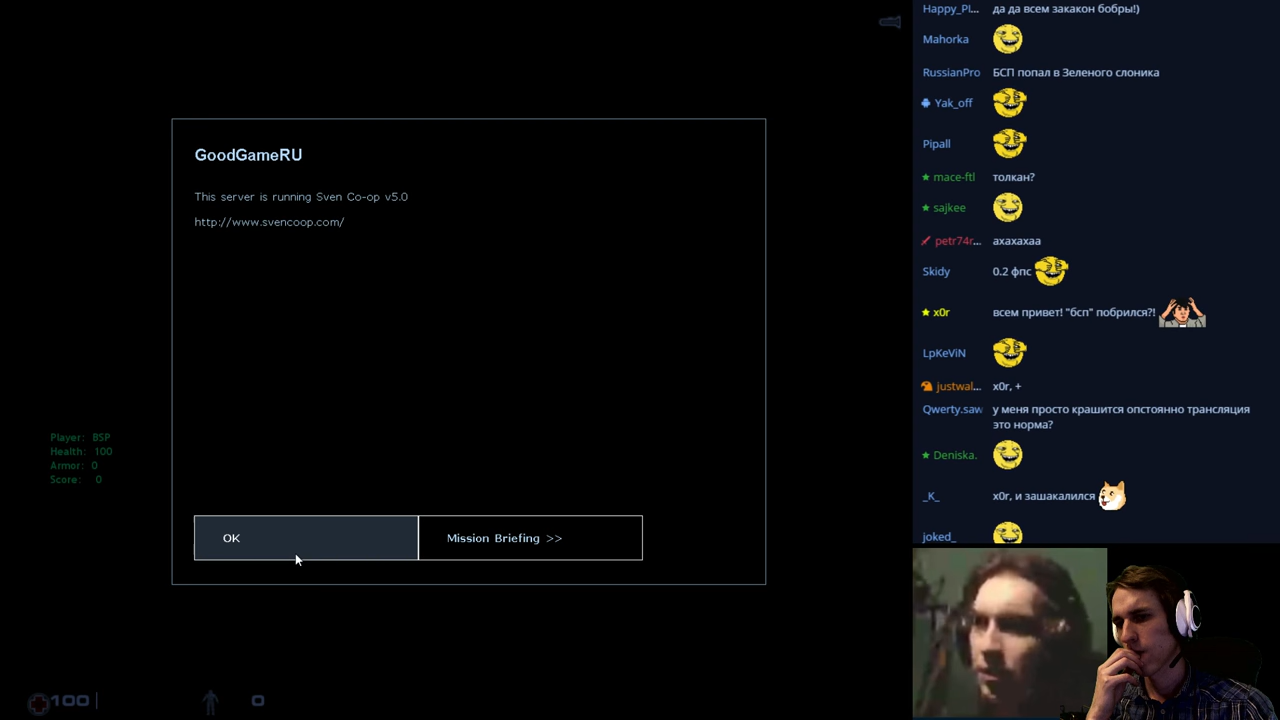 GoodGameRU
This server is running Sven Co-op v5.0
http://www.svencoop.com/
OK
Mission Briefing >>
Player: BSP
Health: 100
Armor: 0
Score: 0
100
0
Happy_Pl... да да всем закакон бобры!)
Mahorka
RussianPro БСП попал в Зеленого слоника
Yak_off
Pipall
mace-ftl толкан?
sajkee
petr74r... ахахахаа
Skidy 0.2 фпс
x0r всем привет! "бсп" побрился?!
LpKeViN
justwal... x0r, +
Qwerty.saw у меня просто крашится опстоянно трансляция
это норма?
Deniska.
_K_ x0r, и зашакалился
joked_